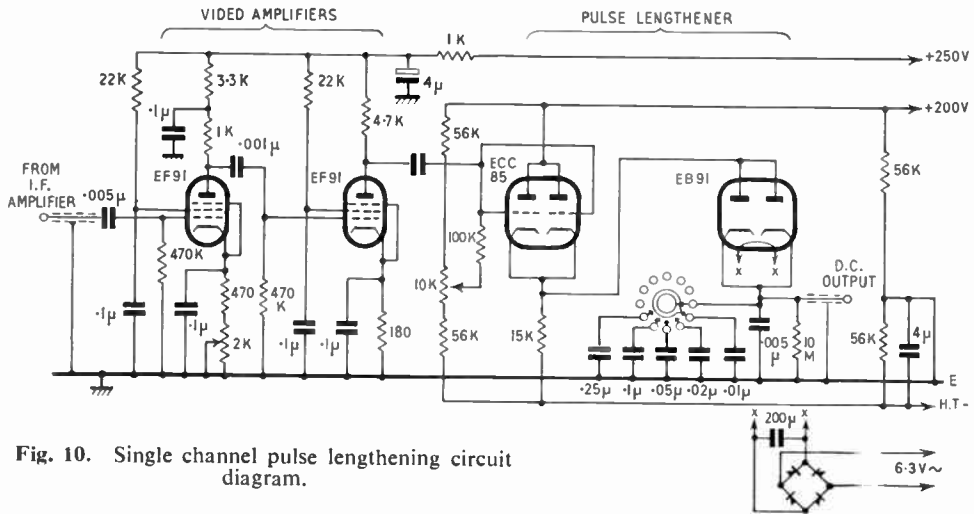 VIDEO AMPLIFIERS
PULSE LENGTHENER
1K
+250V
22K
3·3K
22K
4μ
+200V
·1μ
4·7K
56K
1K
·001μ
ECC
85
56K
FROM
I.F.
AMPLIFIER
EF91
EF91
EB91
·005μ
100K
470K
x
x
D.C.
OUTPUT
10K
470
470
K
·1μ
·1μ
2K
·1μ
·1μ
180
56K
15K
·005
μ
10
M
56K
4μ
·25μ
·1μ
·05μ
·02μ
·01μ
E
H.T-
x
200μ
x
6·3V~
Fig. 10. Single channel pulse lengthening circuit
diagram.